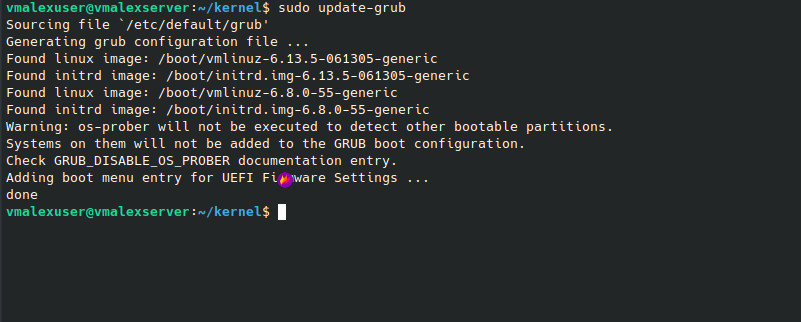 vmalexuser@vmalexserver:~/kernel$ sudo update-grub
Sourcing file `/etc/default/grub'
Generating grub configuration file ...
Found linux image: /boot/vmlinuz-6.13.5-061305-generic
Found initrd image: /boot/initrd.img-6.13.5-061305-generic
Found linux image: /boot/vmlinuz-6.8.0-55-generic
Found initrd image: /boot/initrd.img-6.8.0-55-generic
Warning: os-prober will not be executed to detect other bootable partitions.
Systems on them will not be added to the GRUB boot configuration.
Check GRUB_DISABLE_OS_PROBER documentation entry.
Adding boot menu entry for UEFI Firmware Settings ...
done
vmalexuser@vmalexserver:~/kernel$